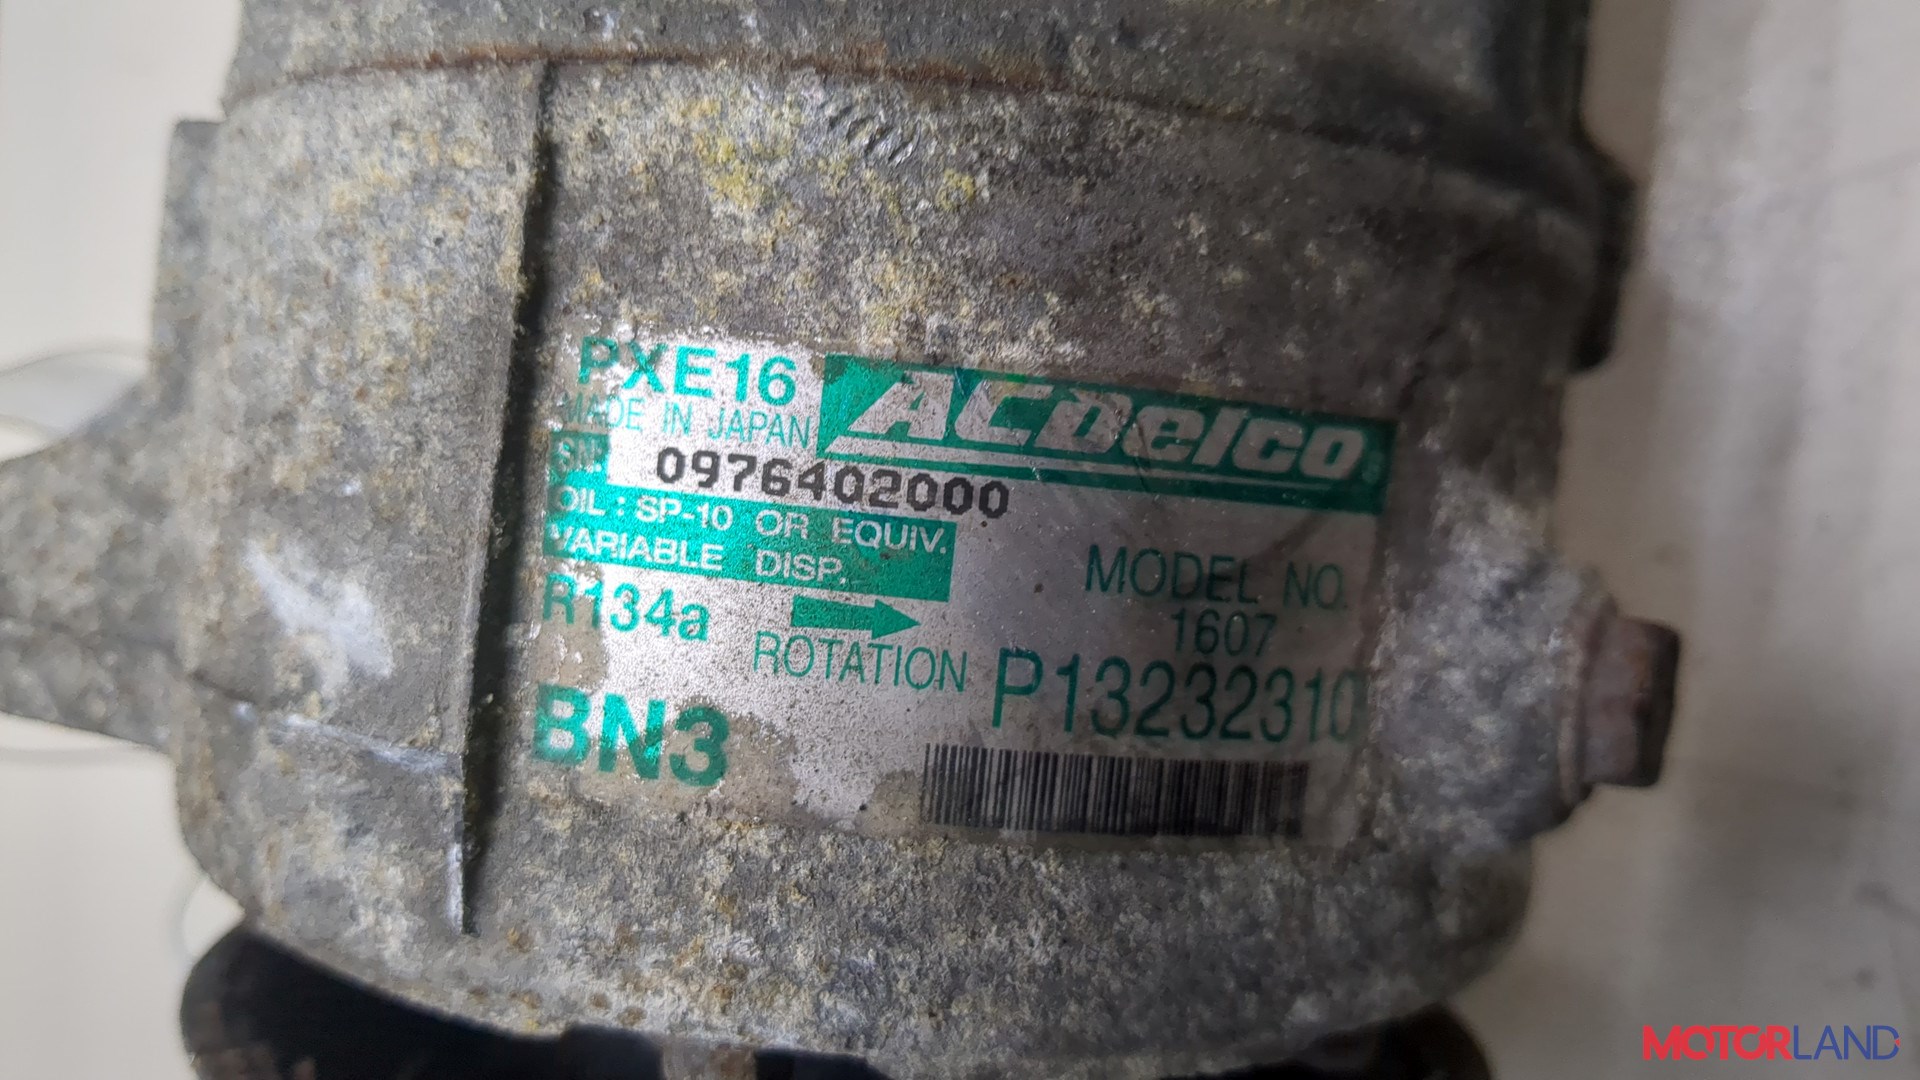 PXE16
MADE IN JAPAN
ACDelco
SN:
0976402000
OIL : SP-10 OR EQUIV.
VARIABLE DISP.
R134a
ROTATION
MODEL NO.
1607
P13232310
BN3
MOTORLAND